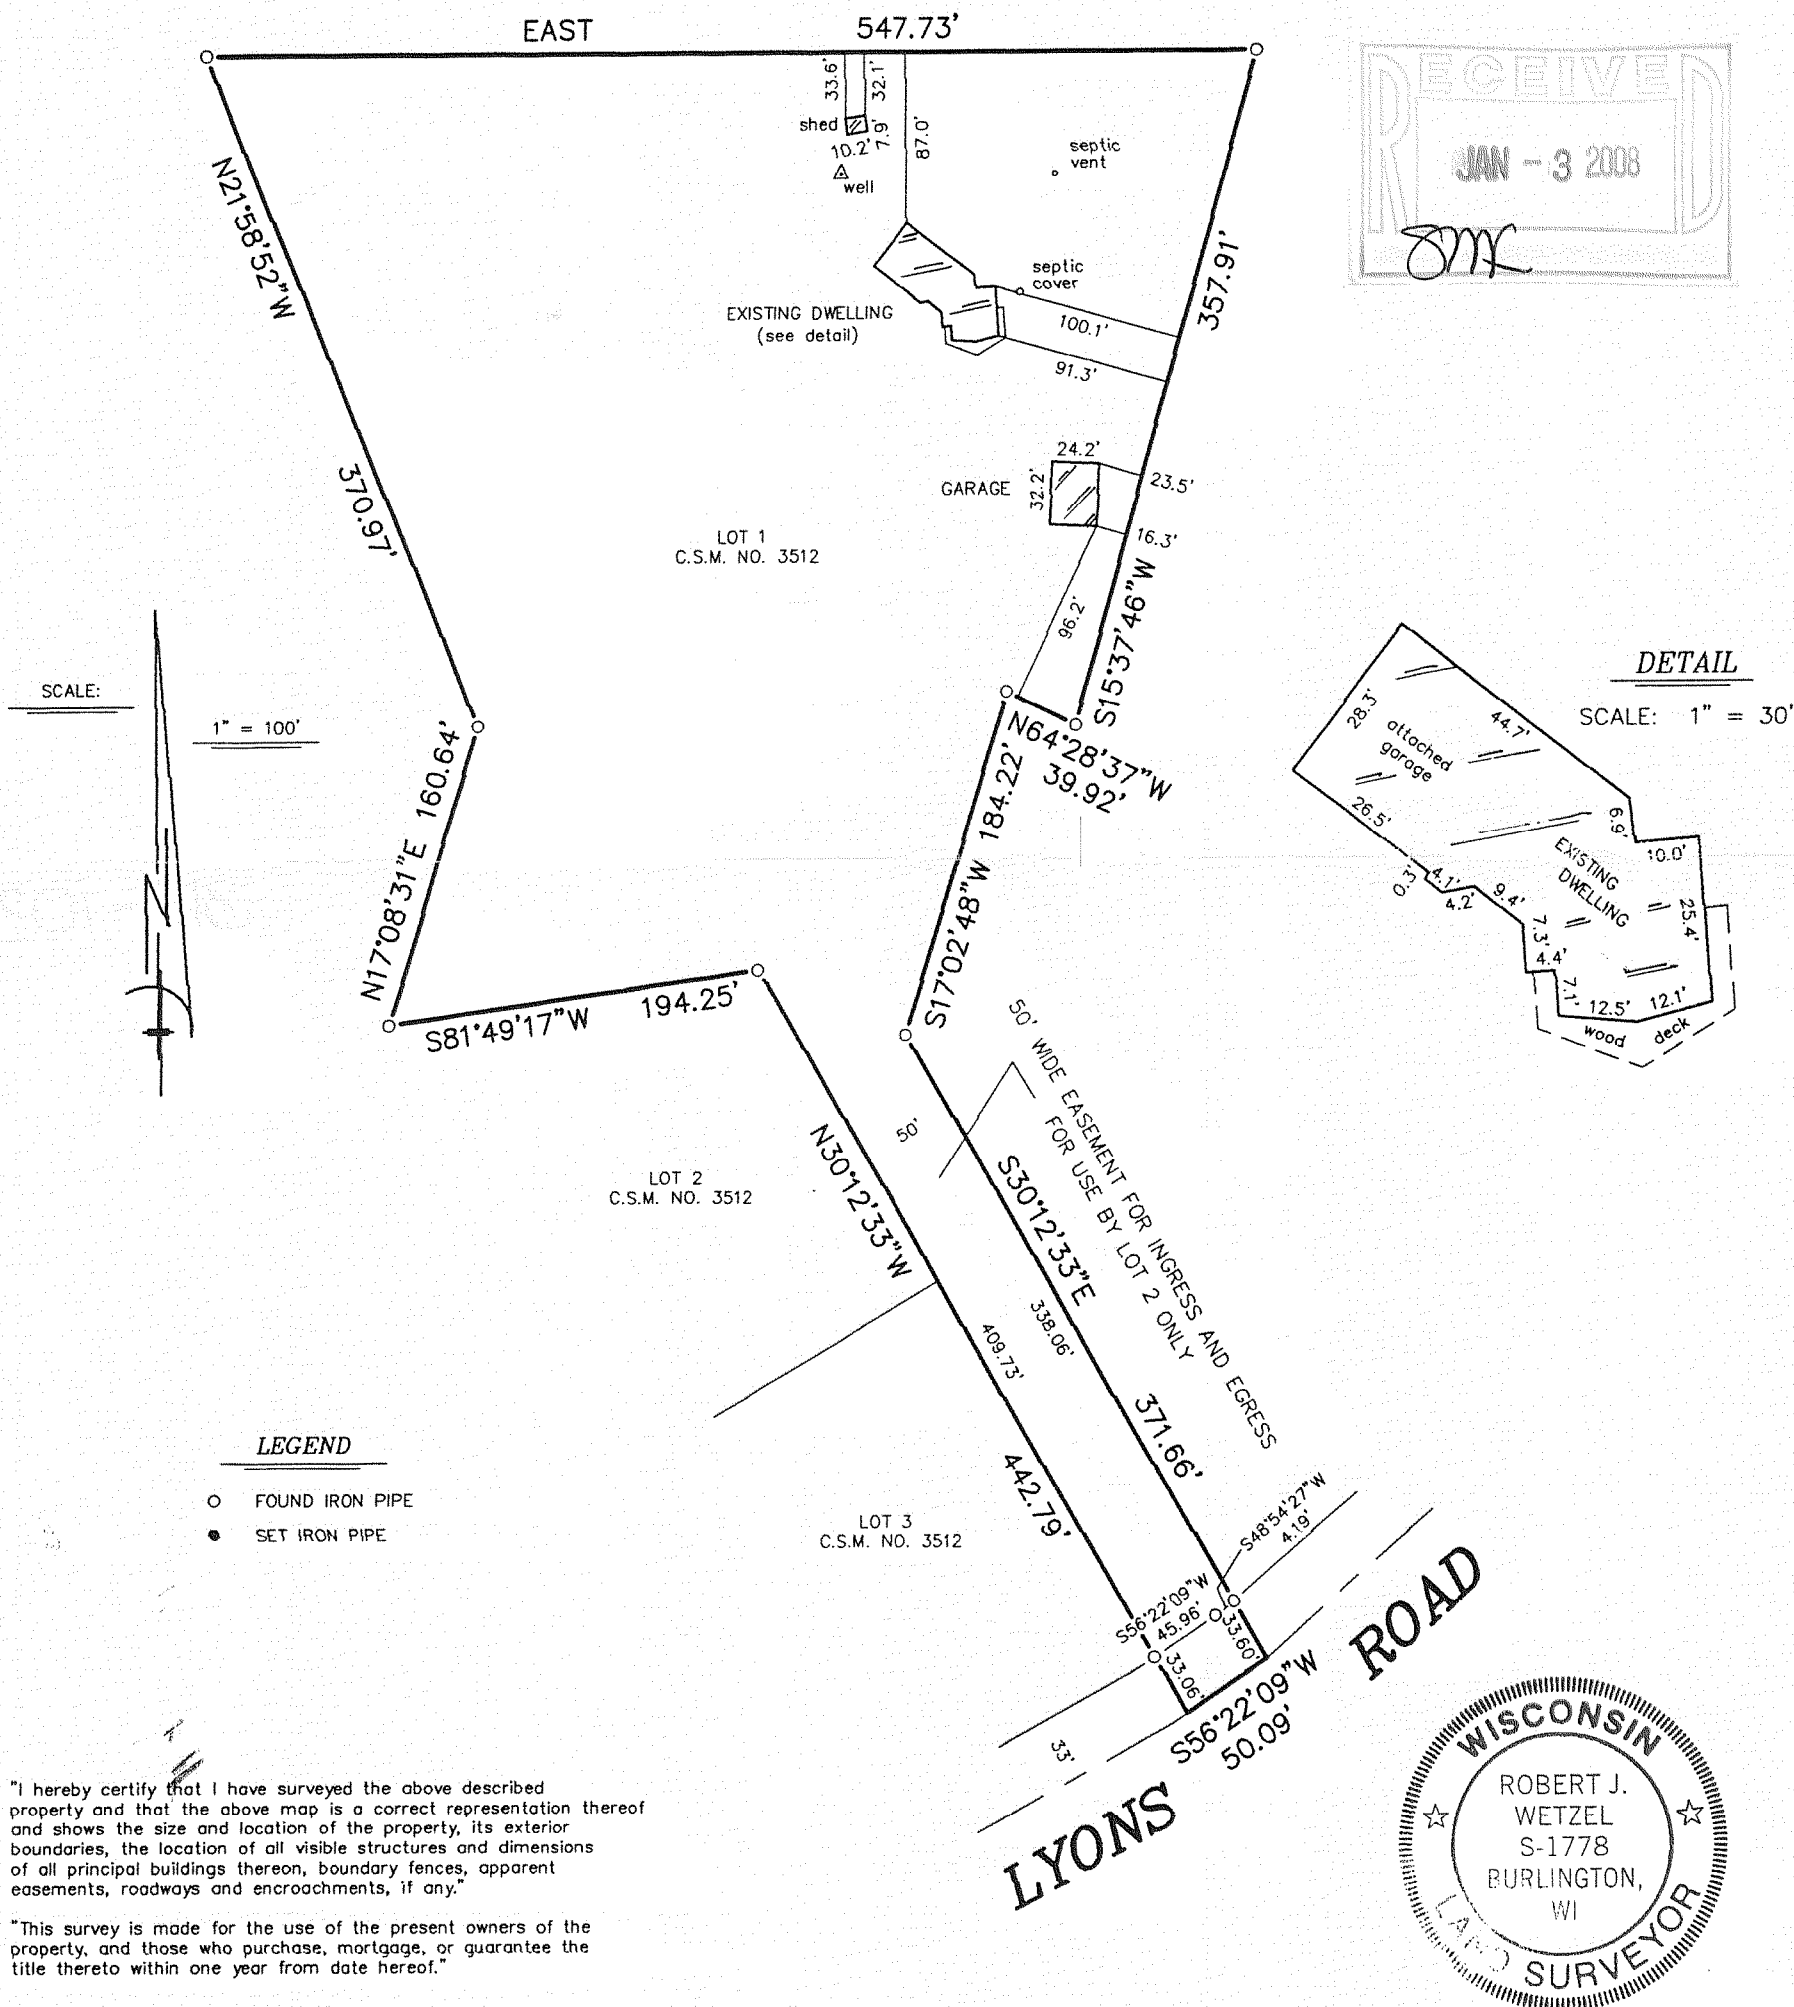 EAST 547.73'
RECEIVED
JAN - 3 2008
33.6'
32.1'
shed
7.9'
10.2'
87.0'
well
septic
vent
septic
cover
EXISTING DWELLING
(see detail)
100.1'
91.3'
357.91'
N21°58'52"W
370.97'
24.2'
32.2'
GARAGE
23.5'
16.3'
LOT 1
C.S.M. NO. 3512
96.2'
S15°37'46"W
SCALE:
1" = 100'
N
N64°28'37"W
39.92'
N17°08'31"E 160.64'
S17°02'48"W 184.22'
S81°49'17"W 194.25'
DETAIL
SCALE: 1" = 30'
28.3'
attached
garage
44.7'
26.5'
6.9'
10.0'
EXISTING
DWELLING
0.3'
4.1'
4.2'
9.4'
7.3'
4.4'
7.1'
25.4'
12.5'
12.1'
wood deck
50' WIDE EASEMENT FOR INGRESS AND EGRESS
FOR USE BY LOT 2 ONLY
50'
LOT 2
C.S.M. NO. 3512
N30°12'33"W
S30°12'33"E
409.73'
338.06'
442.79'
371.66'
LEGEND
FOUND IRON PIPE
SET IRON PIPE
LOT 3
C.S.M. NO. 3512
S48°54'27"W
4.19'
S56°22'09"W
45.96'
33.60'
33.06'
S56°22'09"W
50.09'
33'
LYONS ROAD
"I hereby certify that I have surveyed the above described
property and that the above map is a correct representation thereof
and shows the size and location of the property, its exterior
boundaries, the location of all visible structures and dimensions
of all principal buildings thereon, boundary fences, apparent
easements, roadways and encroachments, if any."
"This survey is made for the use of the present owners of the
property, and those who purchase, mortgage, or guarantee the
title thereto within one year from date hereof."
WISCONSIN
ROBERT J.
WETZEL
S-1778
BURLINGTON,
WI
LAND SURVEYOR